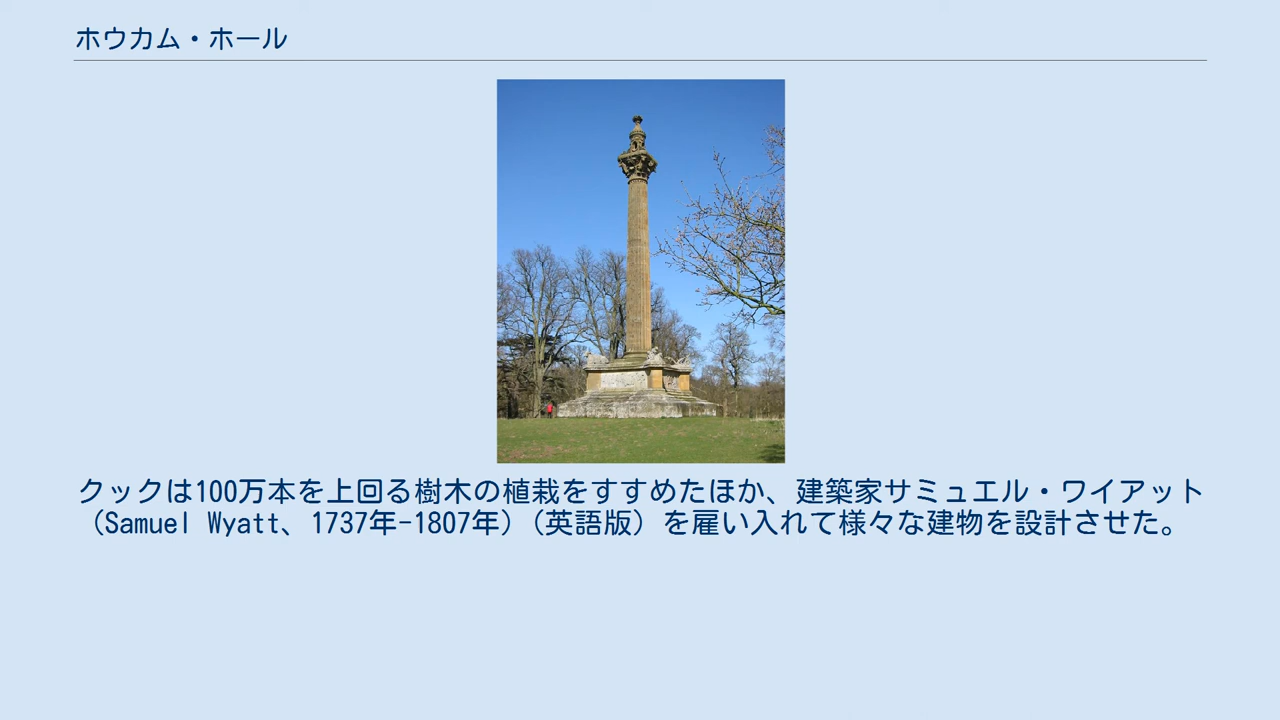 ホウカム・ホール
クックは100万本を上回る樹木の植栽をすすめたほか、建築家サミュエル・ワイアット
（Samuel Wyatt、1737年-1807年）（英語版）を雇い入れて様々な建物を設計させた。